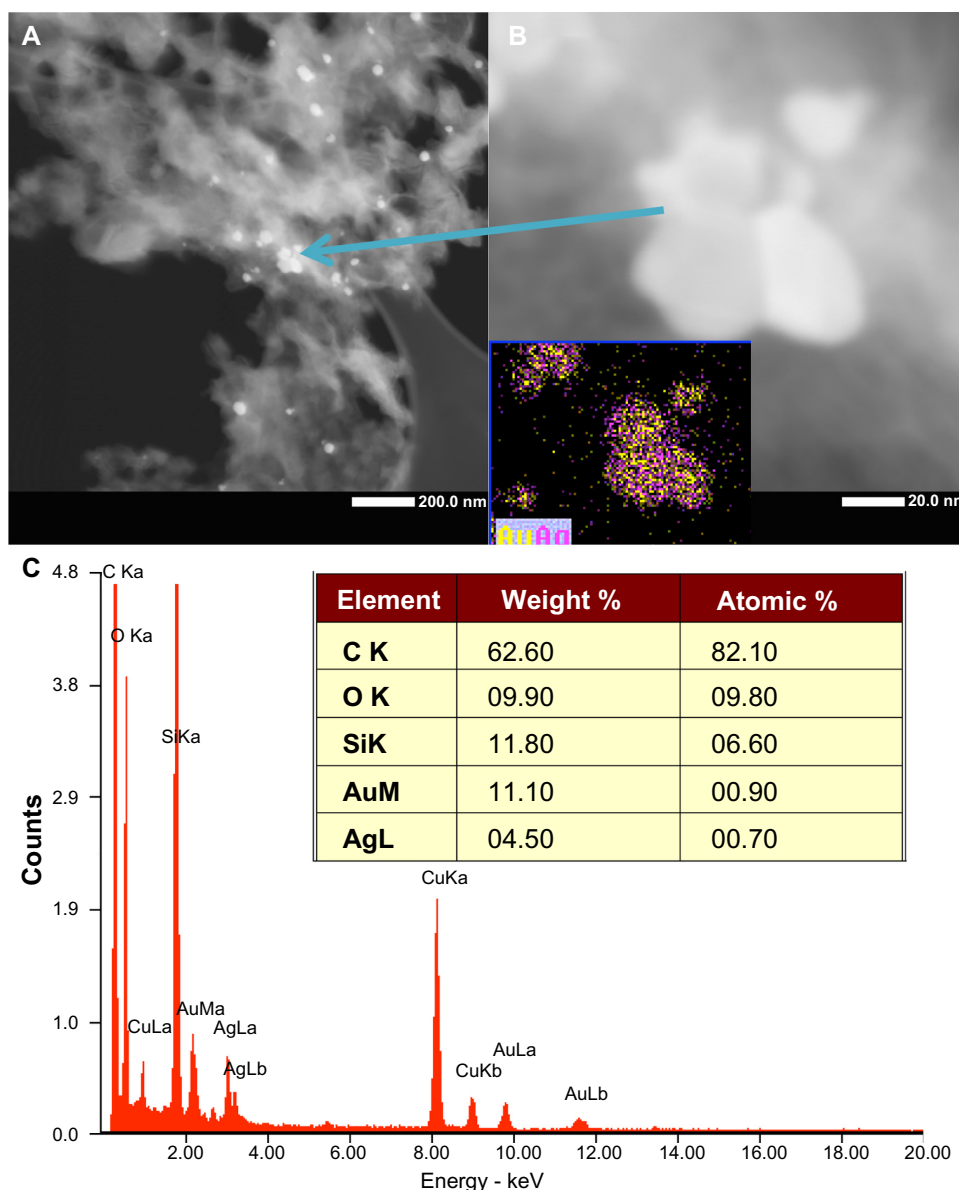 A
B
200.0 nm
20.0 nm
AuAg
C
4.8
3.8
2.9
1.9
1.0
0.0
Counts
C Ka
O Ka
SiKa
CuLa
AuMa
AgLa
AgLb
CuKa
CuKb
AuLa
AuLb
Element Weight % Atomic %
C K 62.60 82.10
O K 09.90 09.80
SiK 11.80 06.60
AuM 11.10 00.90
AgL 04.50 00.70
2.00 4.00 6.00 8.00 10.00 12.00 14.00 16.00 18.00 20.00
Energy - keV